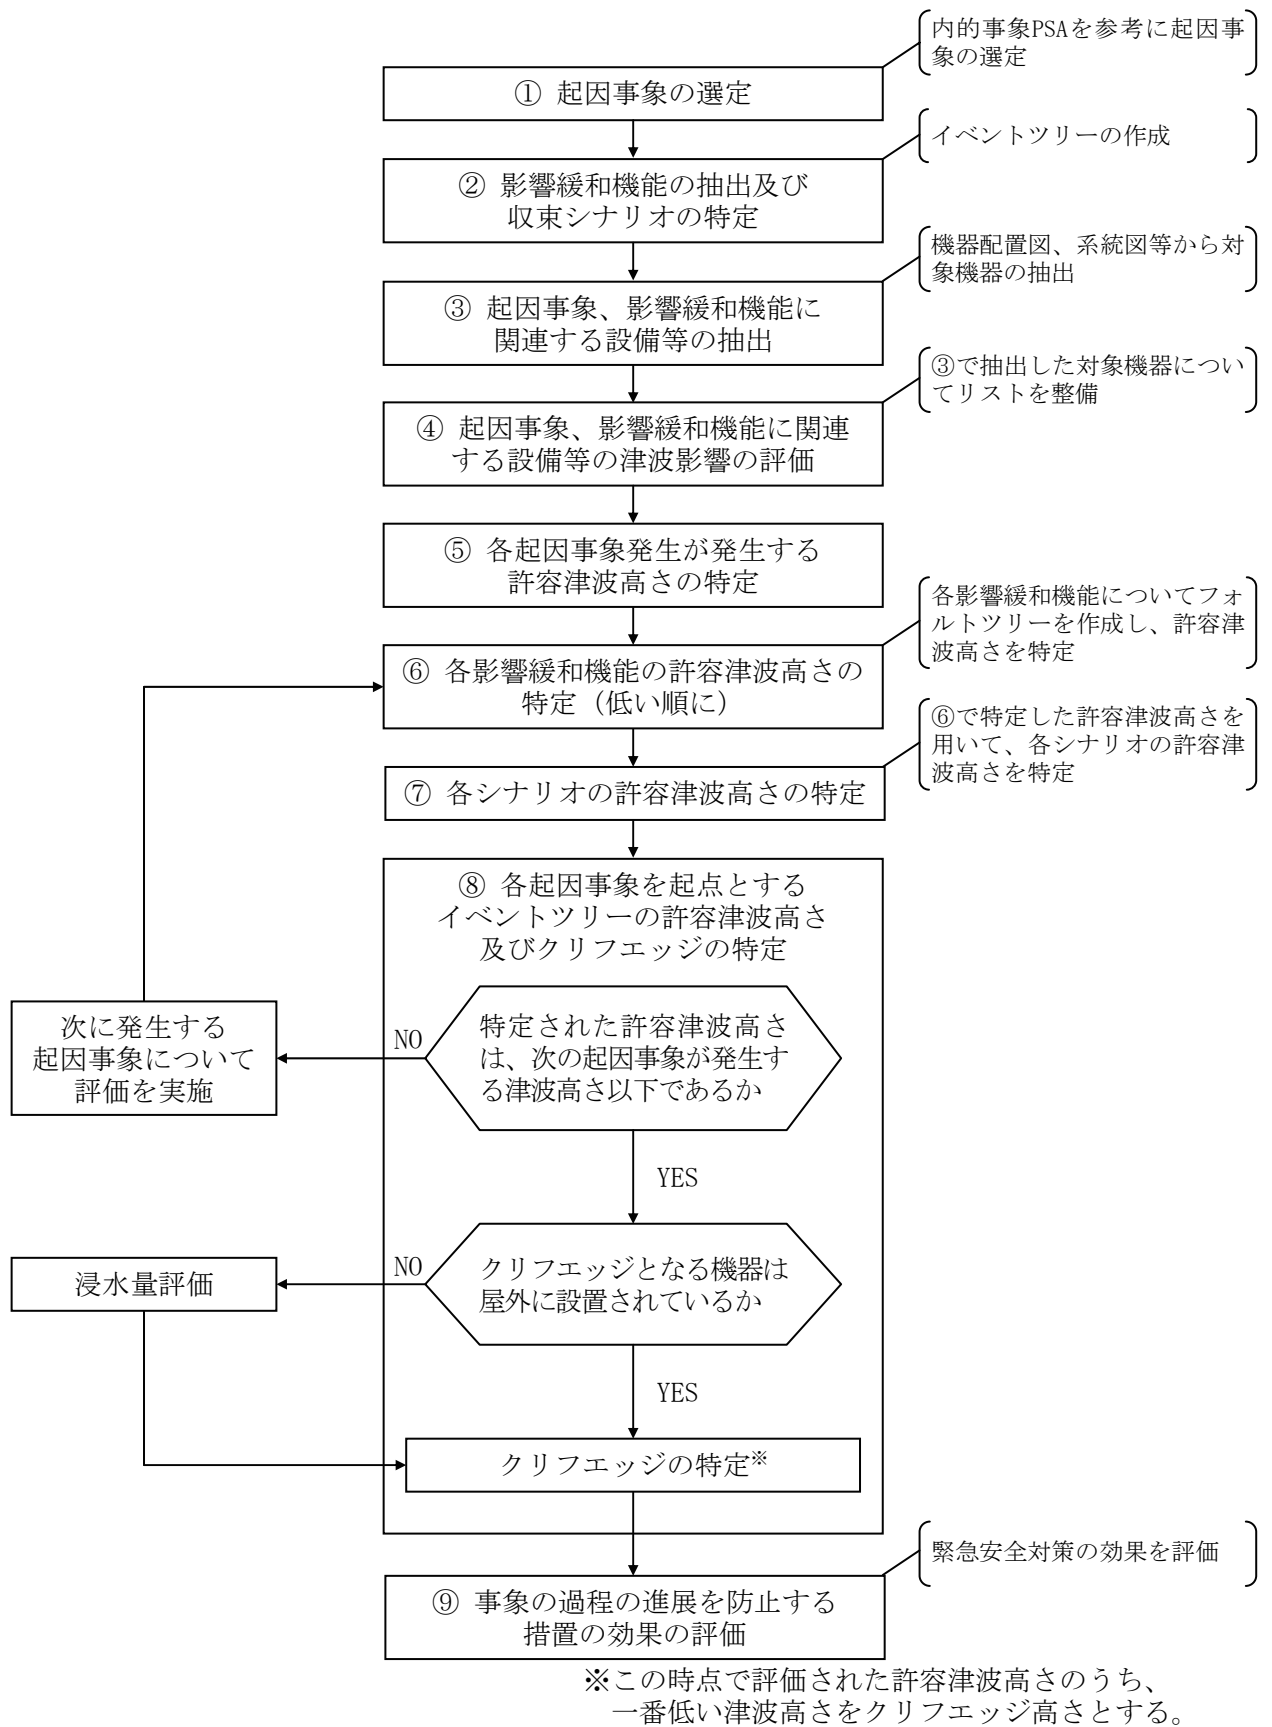 内的事象PSAを参考に起因事
象の選定
① 起因事象の選定
イベントツリーの作成
② 影響緩和機能の抽出及び
収束シナリオの特定
機器配置図、系統図等から対
象機器の抽出
③ 起因事象、影響緩和機能に
関連する設備等の抽出
③で抽出した対象機器につい
てリストを整備
④ 起因事象、影響緩和機能に関連
する設備等の津波影響の評価
⑤ 各起因事象発生が発生する
許容津波高さの特定
各影響緩和機能についてフォ
ルトツリーを作成し、許容津
波高さを特定
⑥ 各影響緩和機能の許容津波高さの
特定（低い順に）
⑥で特定した許容津波高さを
用いて、各シナリオの許容津
波高さを特定
⑦ 各シナリオの許容津波高さの特定
⑧ 各起因事象を起点とする
イベントツリーの許容津波高さ
及びクリフエッジの特定
特定された許容津波高さ
は、次の起因事象が発生す
る津波高さ以下であるか
NO
次に発生する
起因事象について
評価を実施
YES
クリフエッジとなる機器は
屋外に設置されているか
NO
浸水量評価
YES
クリフエッジの特定※
緊急安全対策の効果を評価
⑨ 事象の過程の進展を防止する
措置の効果の評価
※この時点で評価された許容津波高さのうち、
一番低い津波高さをクリフエッジ高さとする。